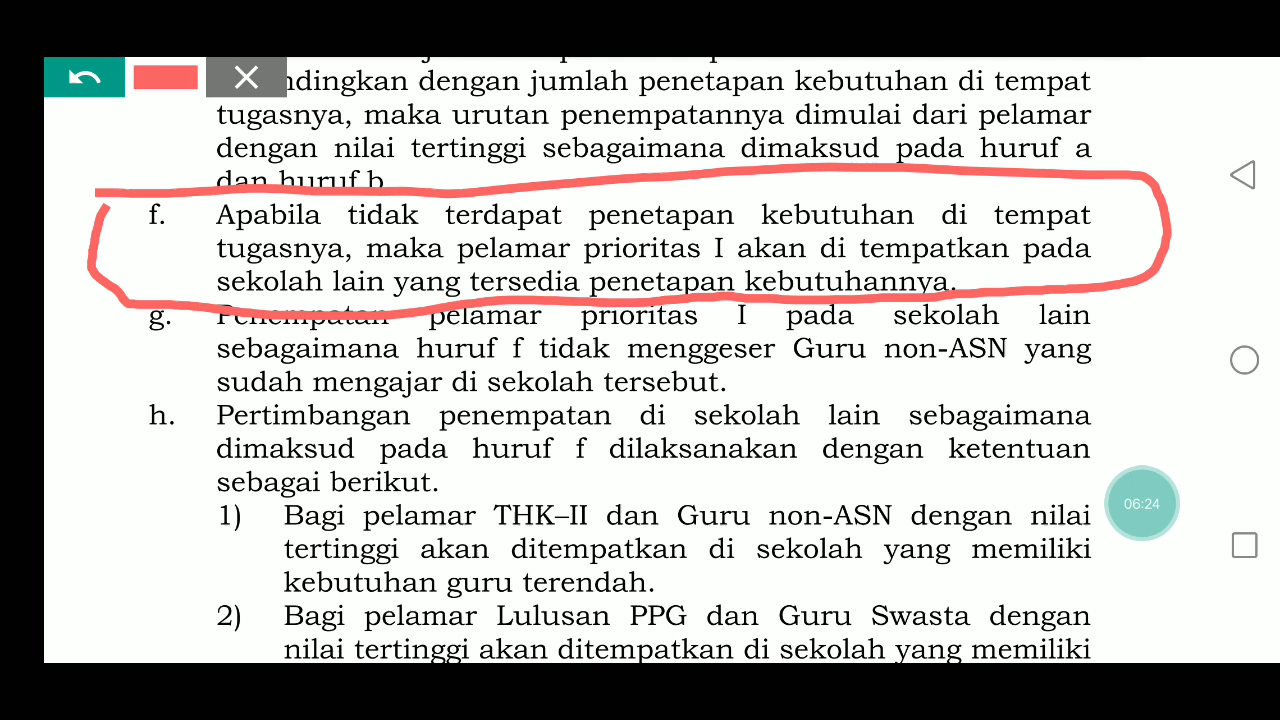 dengan jumlah penetapan kebutuhan di tempat
tugasnya, maka urutan penempatannya dimulai dari pelamar
dengan nilai tertinggi sebagaimana dimaksud pada huruf a
dan huruf b
f. Apabila tidak terdapat penetapan kebutuhan di tempat
tugasnya, maka pelamar prioritas I akan di tempatkan pada
sekolah lain yang tersedia penetapan kebutuhannya.
g. Penempatan pelamar prioritas I pada sekolah lain
sebagaimana huruf f tidak menggeser Guru non-ASN yang
sudah mengajar di sekolah tersebut.
h. Pertimbangan penempatan di sekolah lain sebagaimana
dimaksud pada huruf f dilaksanakan dengan ketentuan
sebagai berikut.
1) Bagi pelamar THK–II dan Guru non-ASN dengan nilai
tertinggi akan ditempatkan di sekolah yang memiliki
kebutuhan guru terendah.
06:24
2) Bagi pelamar Lulusan PPG dan Guru Swasta dengan
nilai tertinggi akan ditempatkan di sekolah yang memiliki